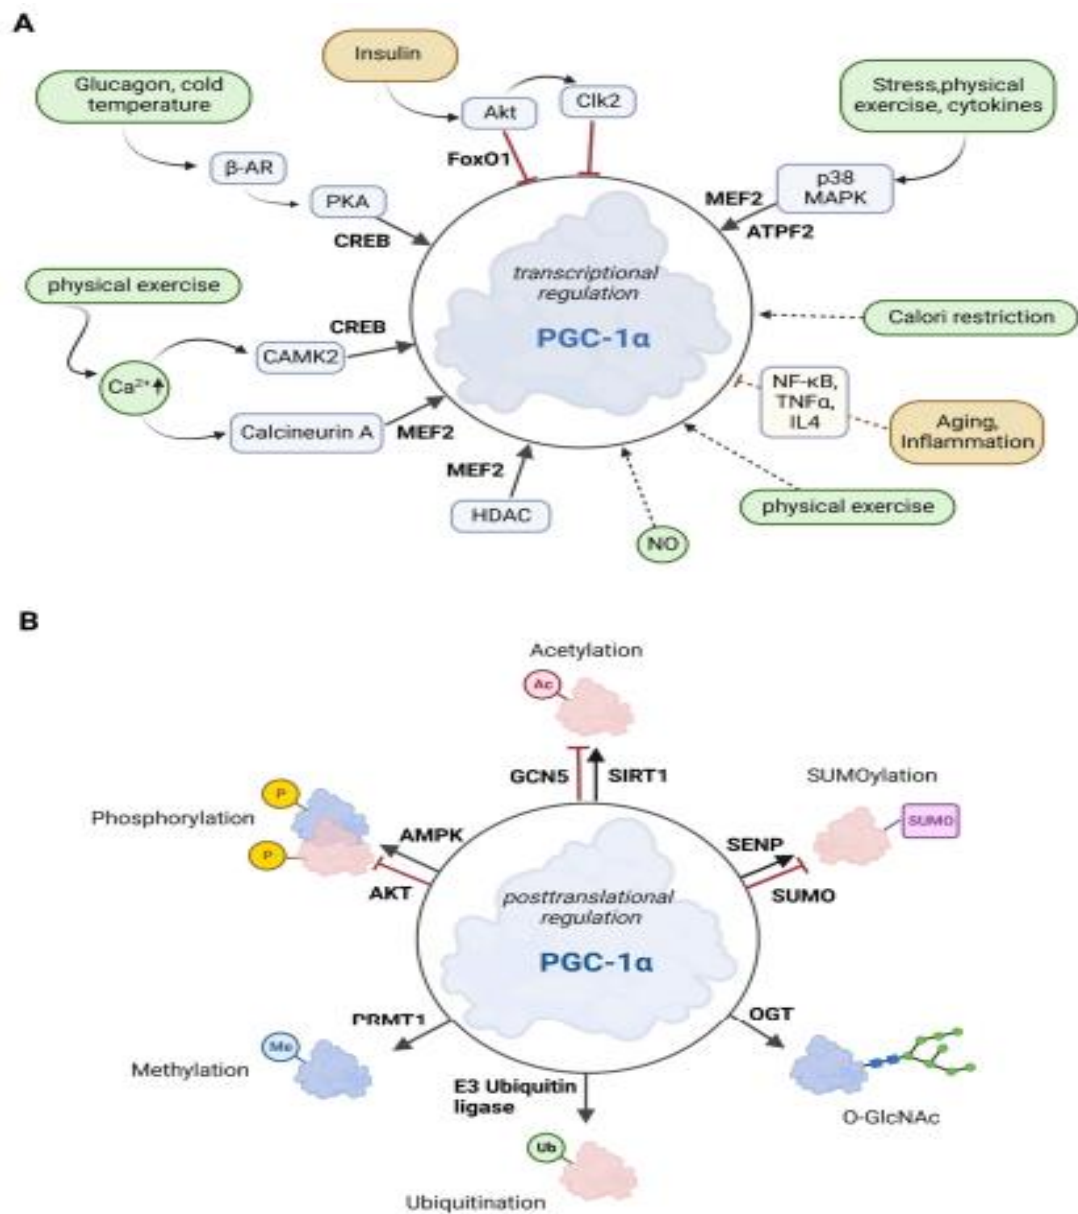 A
Insulin
Glucagon, cold
temperature
Akt
Clk2
Stress,physical
exercise, cytokines
FoxO1
β-AR
p38
MAPK
PKA
MEF2
CREB
ATPF2
transcriptional
regulation
PGC-1α
physical exercise
CREB
CAMK2
Calori restriction
Ca²⁺
NF-κB,
TNFα,
IL4
Calcineurin A
MEF2
Aging,
Inflammation
MEF2
HDAC
physical exercise
NO
B
Acetylation
Ac
GCN5
SIRT1
SUMOylation
SUMO
P
Phosphorylation
P
AMPK
AKT
SENP
SUMO
posttranslational
regulation
PGC-1α
PRMT1
OGT
Me
Methylation
E3 Ubiquitin
ligase
O-GlcNAc
Ub
Ubiquitination